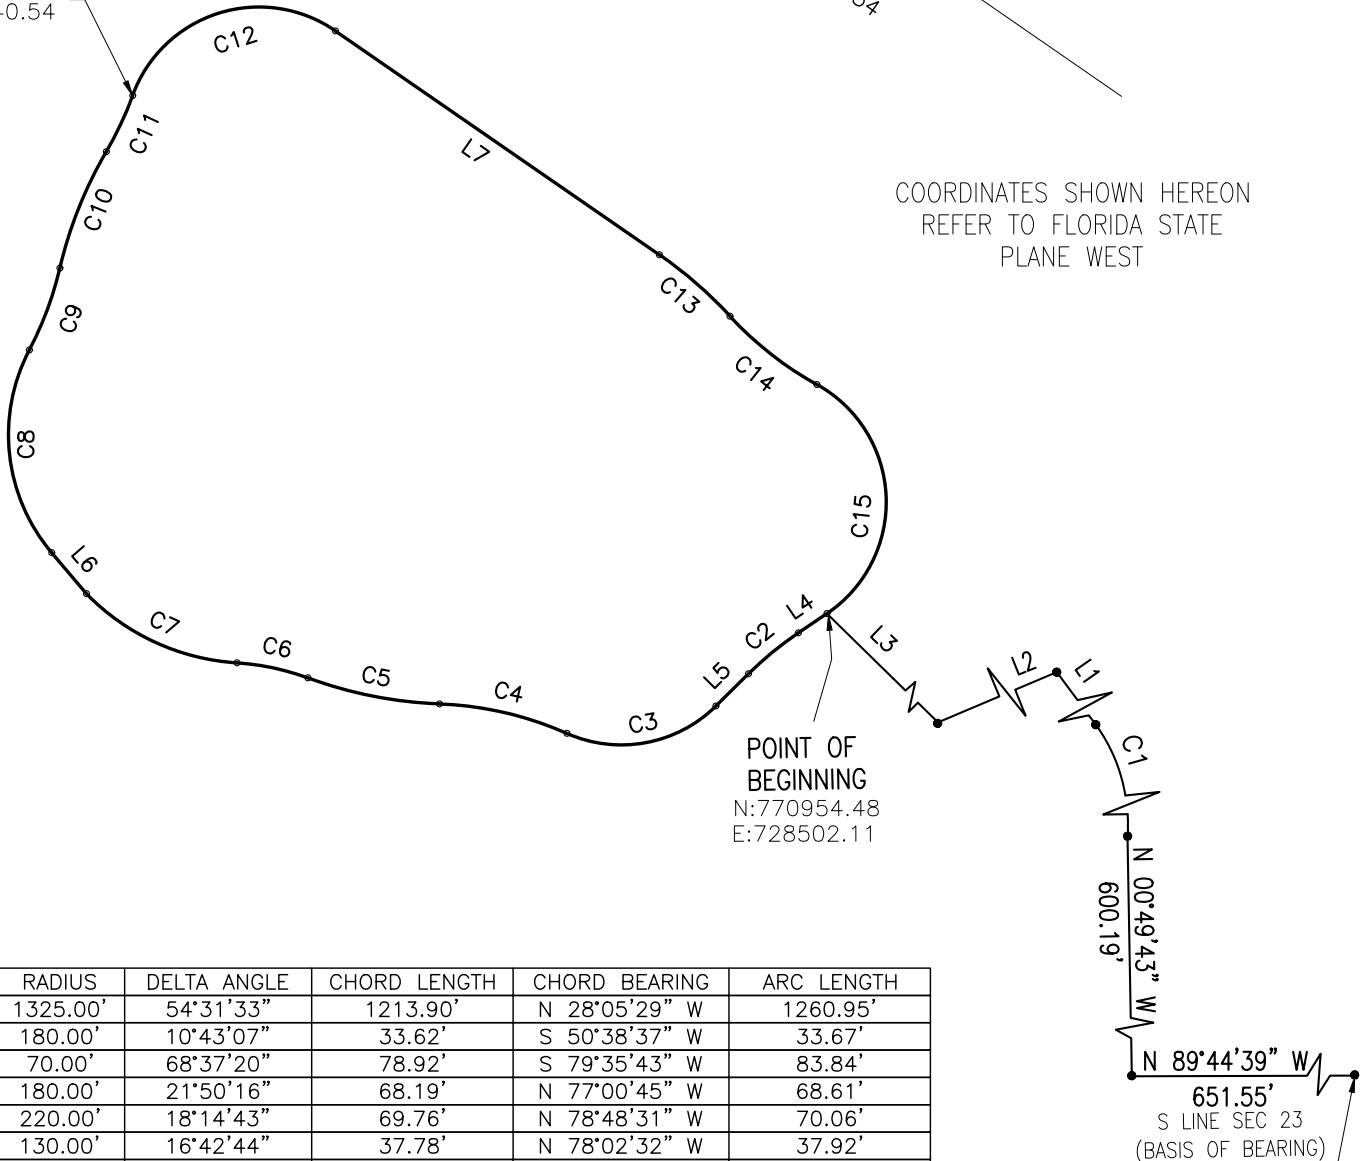 0.54
54
C12
C11
C10
C9
C8
L6
C7
C6
C5
C4
C3
L5
C2
L4
L7
C13
C14
C15
L3
L2
L1
C1
COORDINATES SHOWN HEREON
REFER TO FLORIDA STATE
PLANE WEST
POINT OF
BEGINNING
N:770954.48
E:728502.11
N 00°49'43" W
600.19'
N 89°44'39" W
651.55'
S LINE SEC 23
(BASIS OF BEARING)
RADIUS DELTA ANGLE CHORD LENGTH CHORD BEARING ARC LENGTH
1325.00' 54°31'33" 1213.90' N 28°05'29" W 1260.95'
180.00' 10°43'07" 33.62' S 50°38'37" W 33.67'
70.00' 68°37'20" 78.92' S 79°35'43" W 83.84'
180.00' 21°50'16" 68.19' N 77°00'45" W 68.61'
220.00' 18°14'43" 69.76' N 78°48'31" W 70.06'
130.00' 16°42'44" 37.78' N 78°02'32" W 37.92'